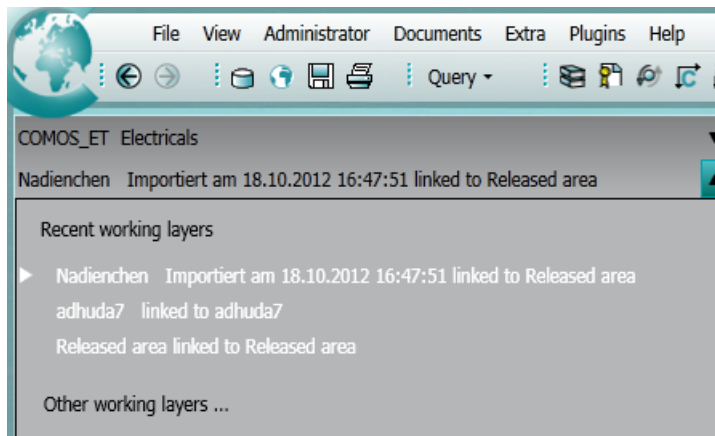 File View Administrator Documents Extra Plugins Help
Query
COMOS_ET Electricals
Nadienchen Importiert am 18.10.2012 16:47:51 linked to Released area
Recent working layers
Nadienchen Importiert am 18.10.2012 16:47:51 linked to Released area
adhuda7 linked to adhuda7
Released area linked to Released area
Other working layers ...